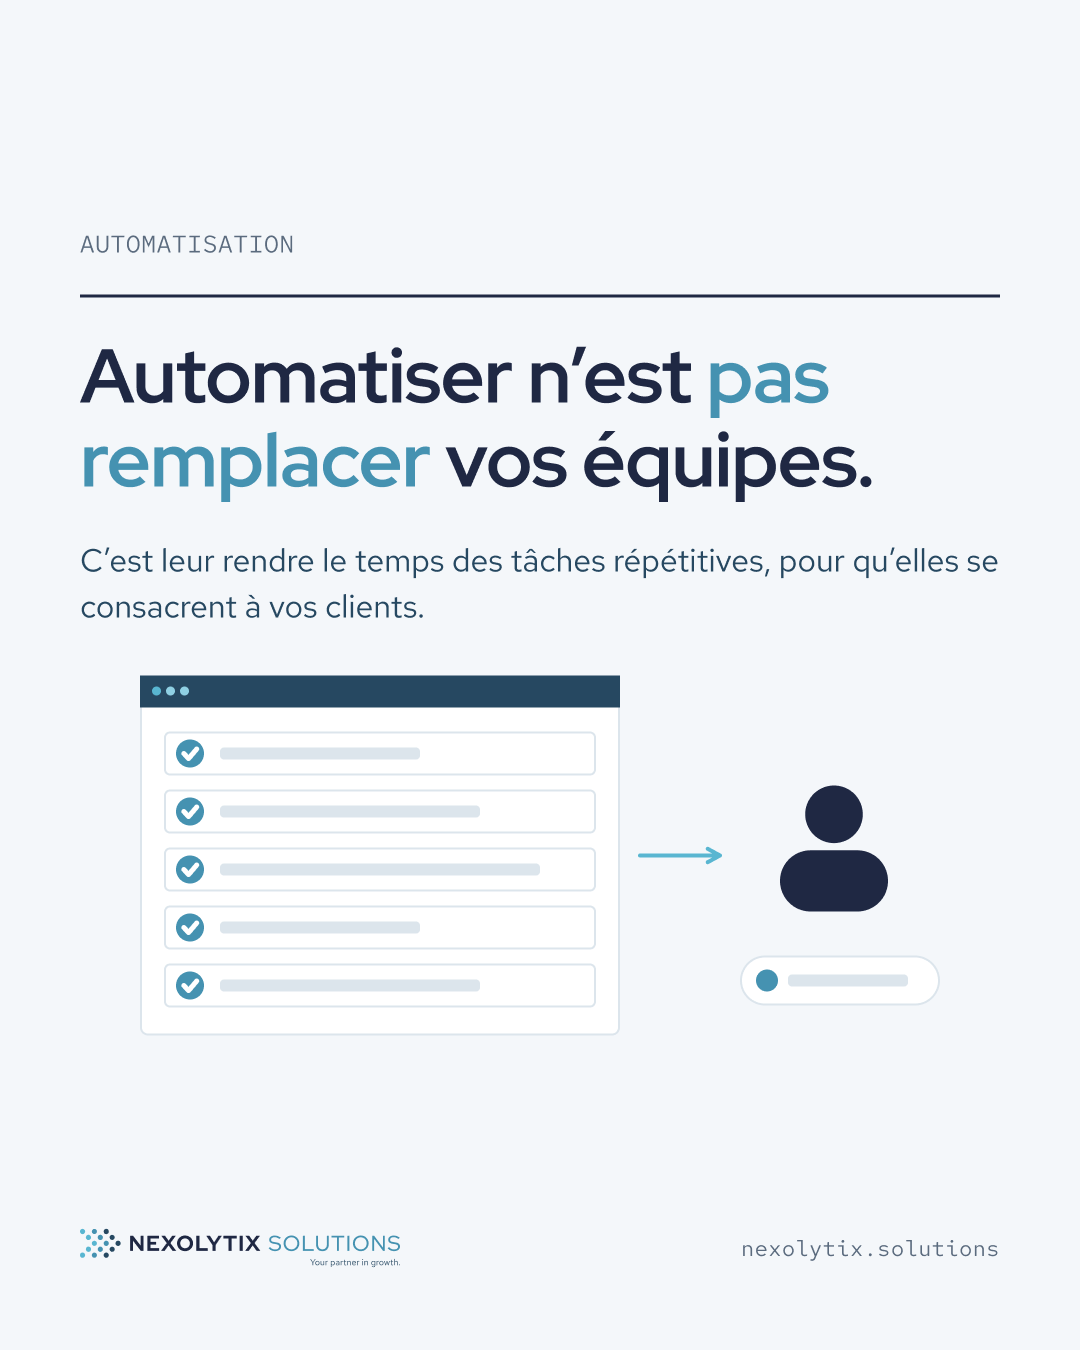 AUTOMATISATION
Automatiser n’est pas
remplacer vos équipes.
C’est leur rendre le temps des tâches répétitives, pour qu’elles se
consacrent à vos clients.
NEXOLYTIX SOLUTIONS
Your partner in growth.
nexolytix.solutions